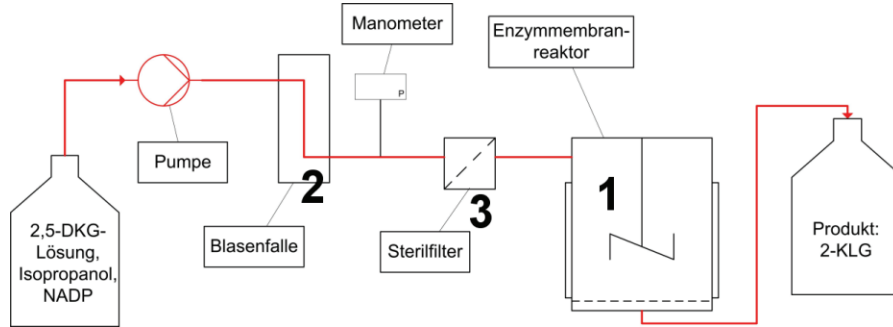 Manometer
Enzymmembran-
reaktor
P
Pumpe
2
1
3
Blasenfalle
Sterilfilter
2,5-DKG-
Lösung,
Isopropanol,
NADP
Produkt:
2-KLG